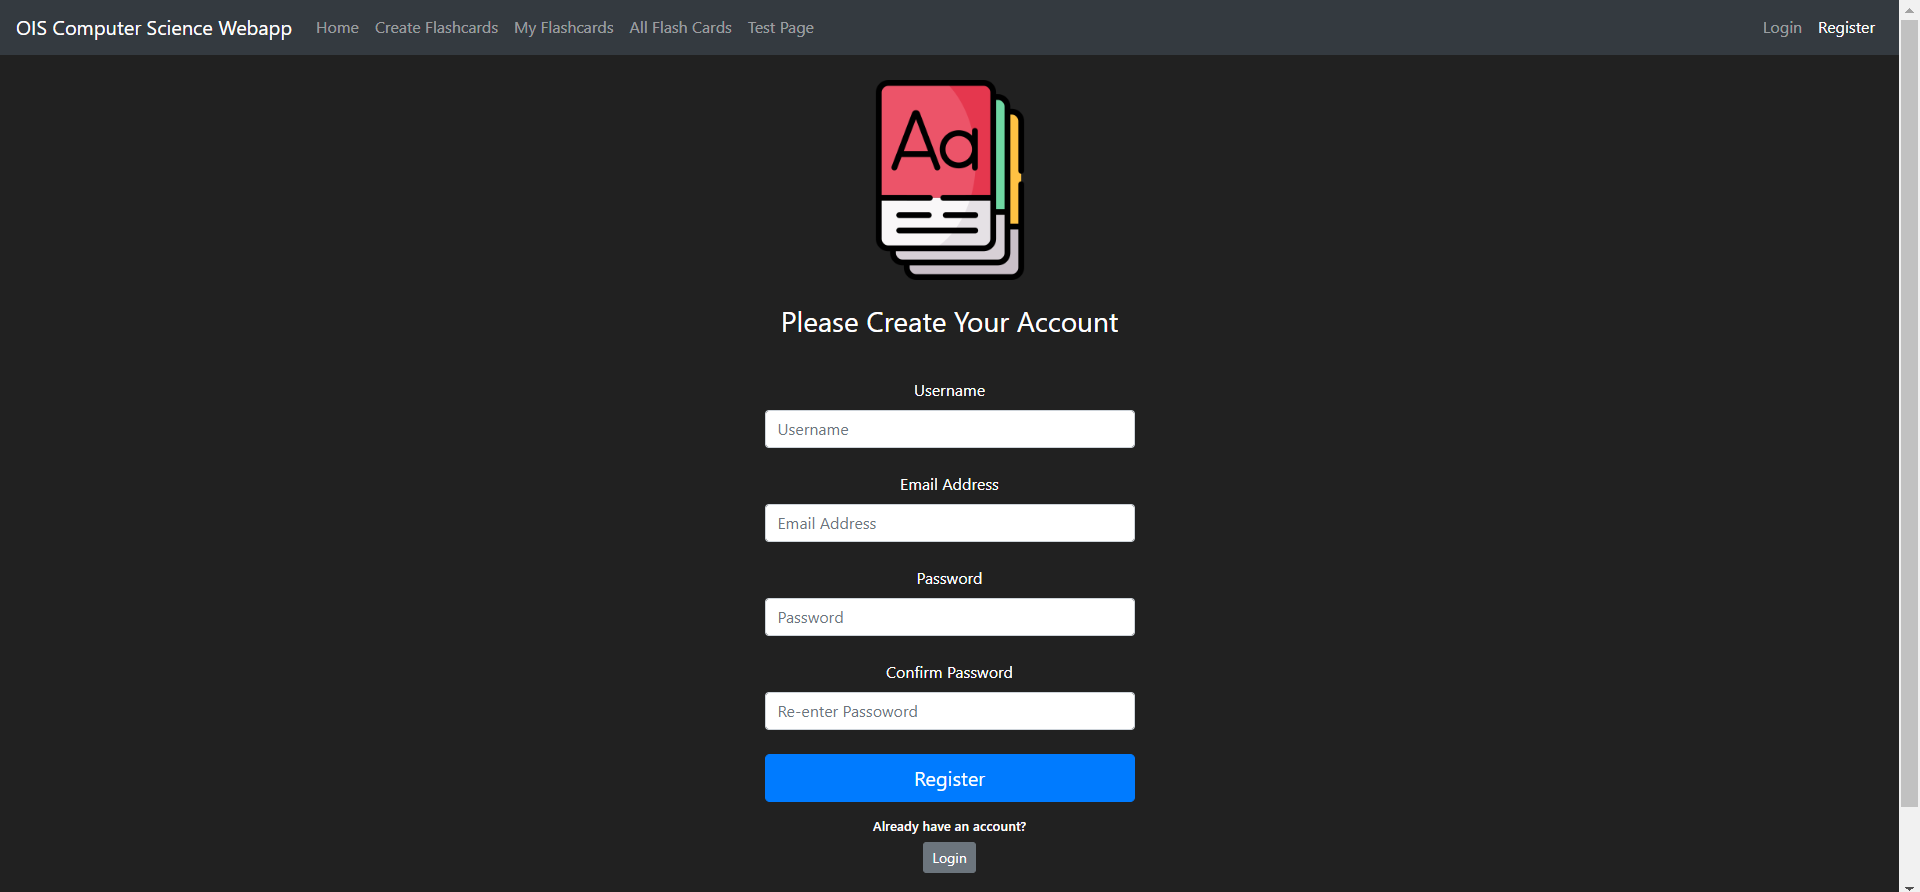 OIS Computer Science Webapp Home Create Flashcards My Flashcards All Flash Cards Test Page Login Register
Aa
Please Create Your Account
Username
Username
Email Address
Email Address
Password
Password
Confirm Password
Re-enter Passoword
Register
Already have an account?
Login